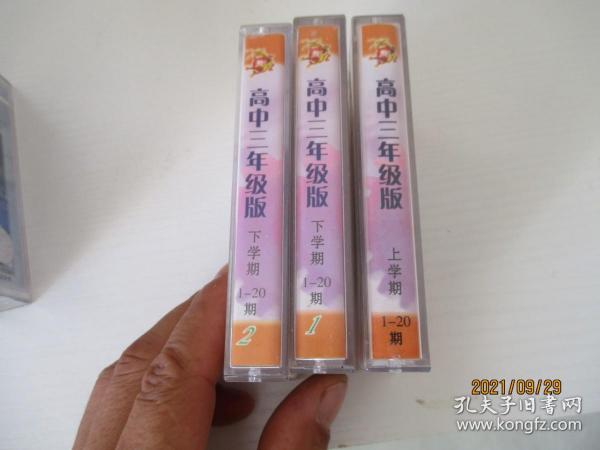 高中三年级版
下学期
1-20
期
2
高中三年级版
下学期
1-20
期
1
高中三年级版
上学期
1-20
期
2021/09/29
孔夫子旧书网
www.kongfz.com